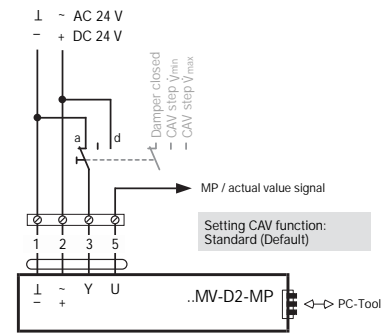 ⊥ ~ AC 24 V
– + DC 24 V
Damper closed
CAV step V̇min
CAV step V̇max
a d
MP / actual value signal
Setting CAV function:
Standard (Default)
1 2 3 5
⊥ ~ Y U
– +
..MV-D2-MP
PC-Tool